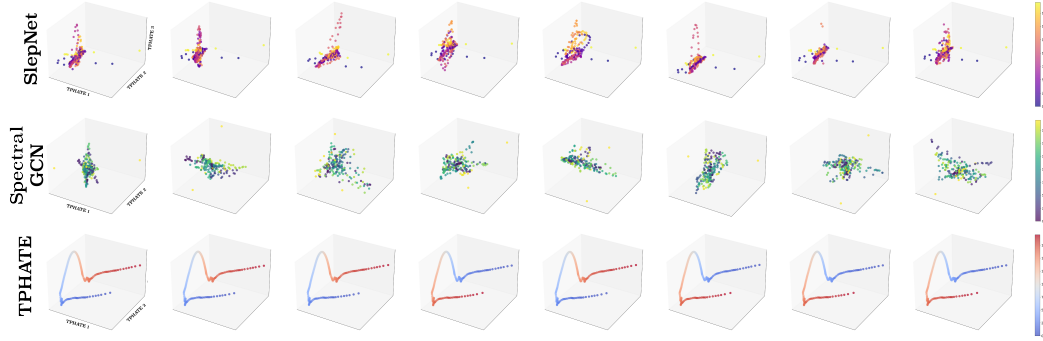 SlepNet
TPHATE 1
TPHATE 2
TPHATE 3
Spectral
GCN
TPHATE 1
TPHATE 2
TPHATE
TPHATE 1
TPHATE 2